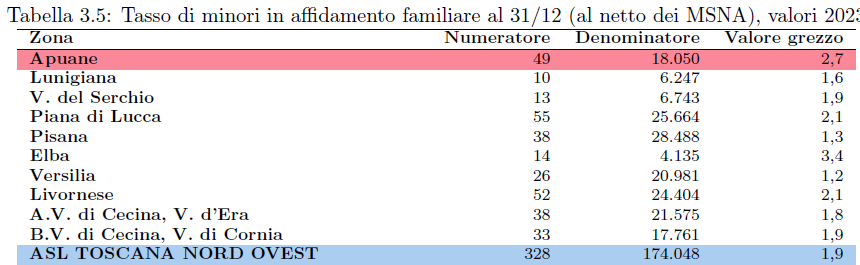 Tabella 3.5: Tasso di minori in affidamento familiare al 31/12 (al netto dei MSNA), valori 2023
Zona Numeratore Denominatore Valore grezzo
Apuane 49 18.050 2,7
Lunigiana 10 6.247 1,6
V. del Serchio 13 6.743 1,9
Piana di Lucca 55 25.664 2,1
Pisana 38 28.488 1,3
Elba 14 4.135 3,4
Versilia 26 20.981 1,2
Livornese 52 24.404 2,1
A.V. di Cecina, V. d'Era 38 21.575 1,8
B.V. di Cecina, V. di Cornia 33 17.761 1,9
ASL TOSCANA NORD OVEST 328 174.048 1,9